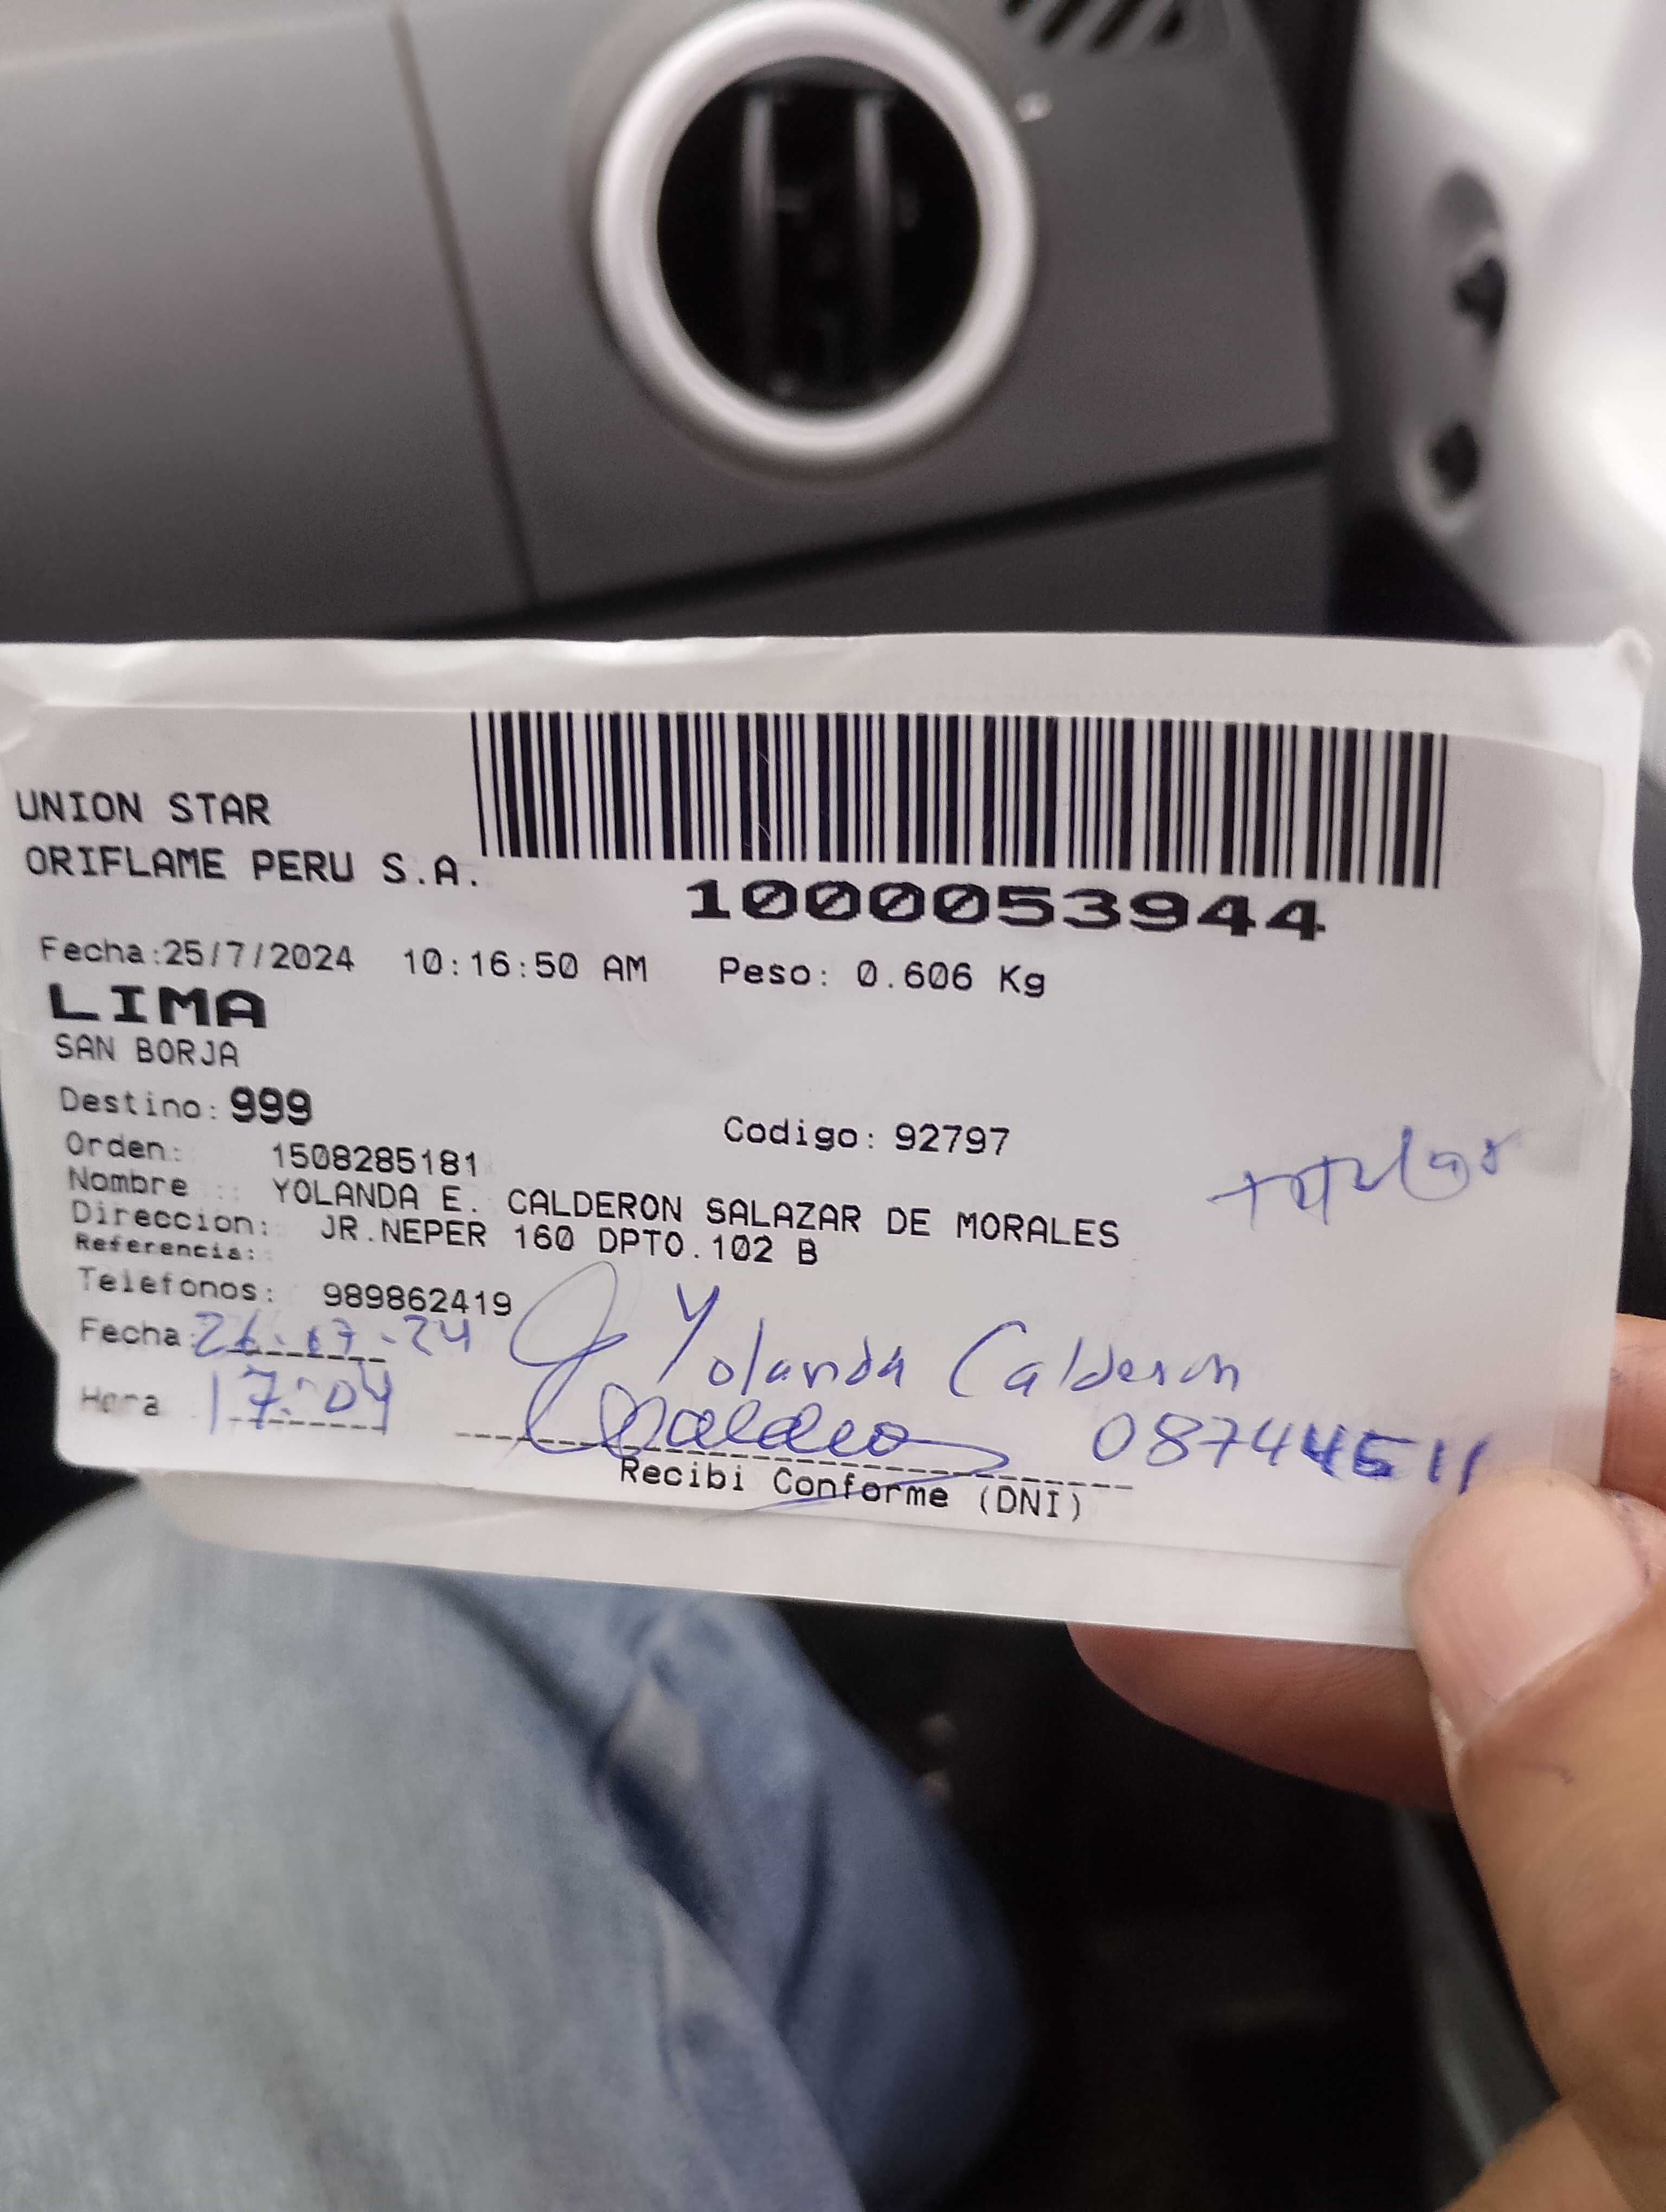 UNION STAR
ORIFLAME PERU S.A.
1000053944
Fecha:25/7/2024 10:16:50 AM Peso: 0.606 Kg
LIMA
SAN BORJA
Destino: 999
Codigo: 92797
Orden: 1508285181
Nombre : YOLANDA E. CALDERON SALAZAR DE MORALES
titular
Direccion: JR.NEPER 160 DPTO.102 B
Referencia:
Telefonos: 989862419
Fecha: 26-07-24 Yolanda Calderon
Hora 17:04 08744511
Recibi Conforme (DNI)